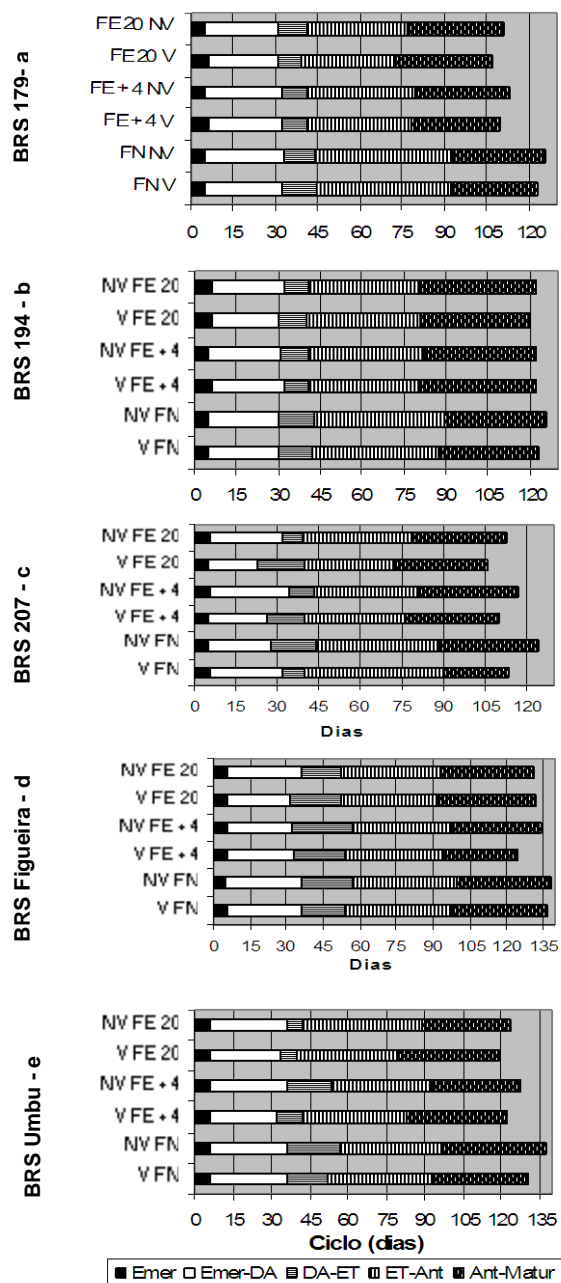 BRS 179- a
FE20 NV
FE20 V
FE + 4 NV
FE + 4 V
FN NV
FN V
0 15 30 45 60 75 90 105 120
BRS 194 - b
NV FE 20
V FE 20
NV FE + 4
V FE + 4
NV FN
V FN
0 15 30 45 60 75 90 105 120
BRS 207 - c
NV FE 20
V FE 20
NV FE + 4
V FE + 4
NV FN
V FN
0 15 30 45 60 75 90 105 120
Dias
BRS Figueira - d
NV FE 20
V FE 20
NV FE + 4
V FE + 4
NV FN
V FN
0 15 30 45 60 75 90 105 120 135
Dias
BRS Umbu - e
NV FE 20
V FE 20
NV FE + 4
V FE + 4
NV FN
V FN
0 15 30 45 60 75 90 105 120 135
Ciclo (dias)
Emer Emer-DA DA-ET ET-Ant Ant-Matur